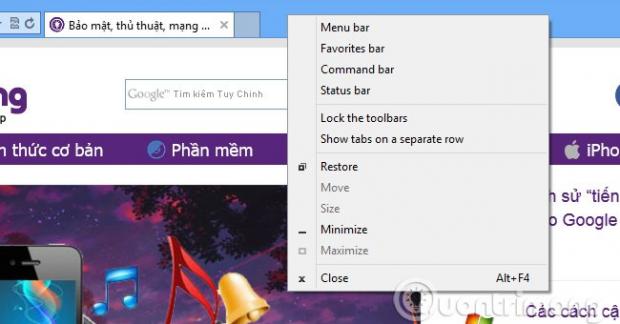 Bảo mật, thủ thuật, mạng ...
ng
Google™ Tìm kiếm Tuy Chinh
n thức cơ bản
Phần mềm
iPho
Menu bar
Favorites bar
Command bar
Status bar
Lock the toolbars
Show tabs on a separate row
Restore
Move
Size
Minimize
Maximize
Close Alt+F4
h sử “tiến
o Google
Quantrimang
Các cách cậ